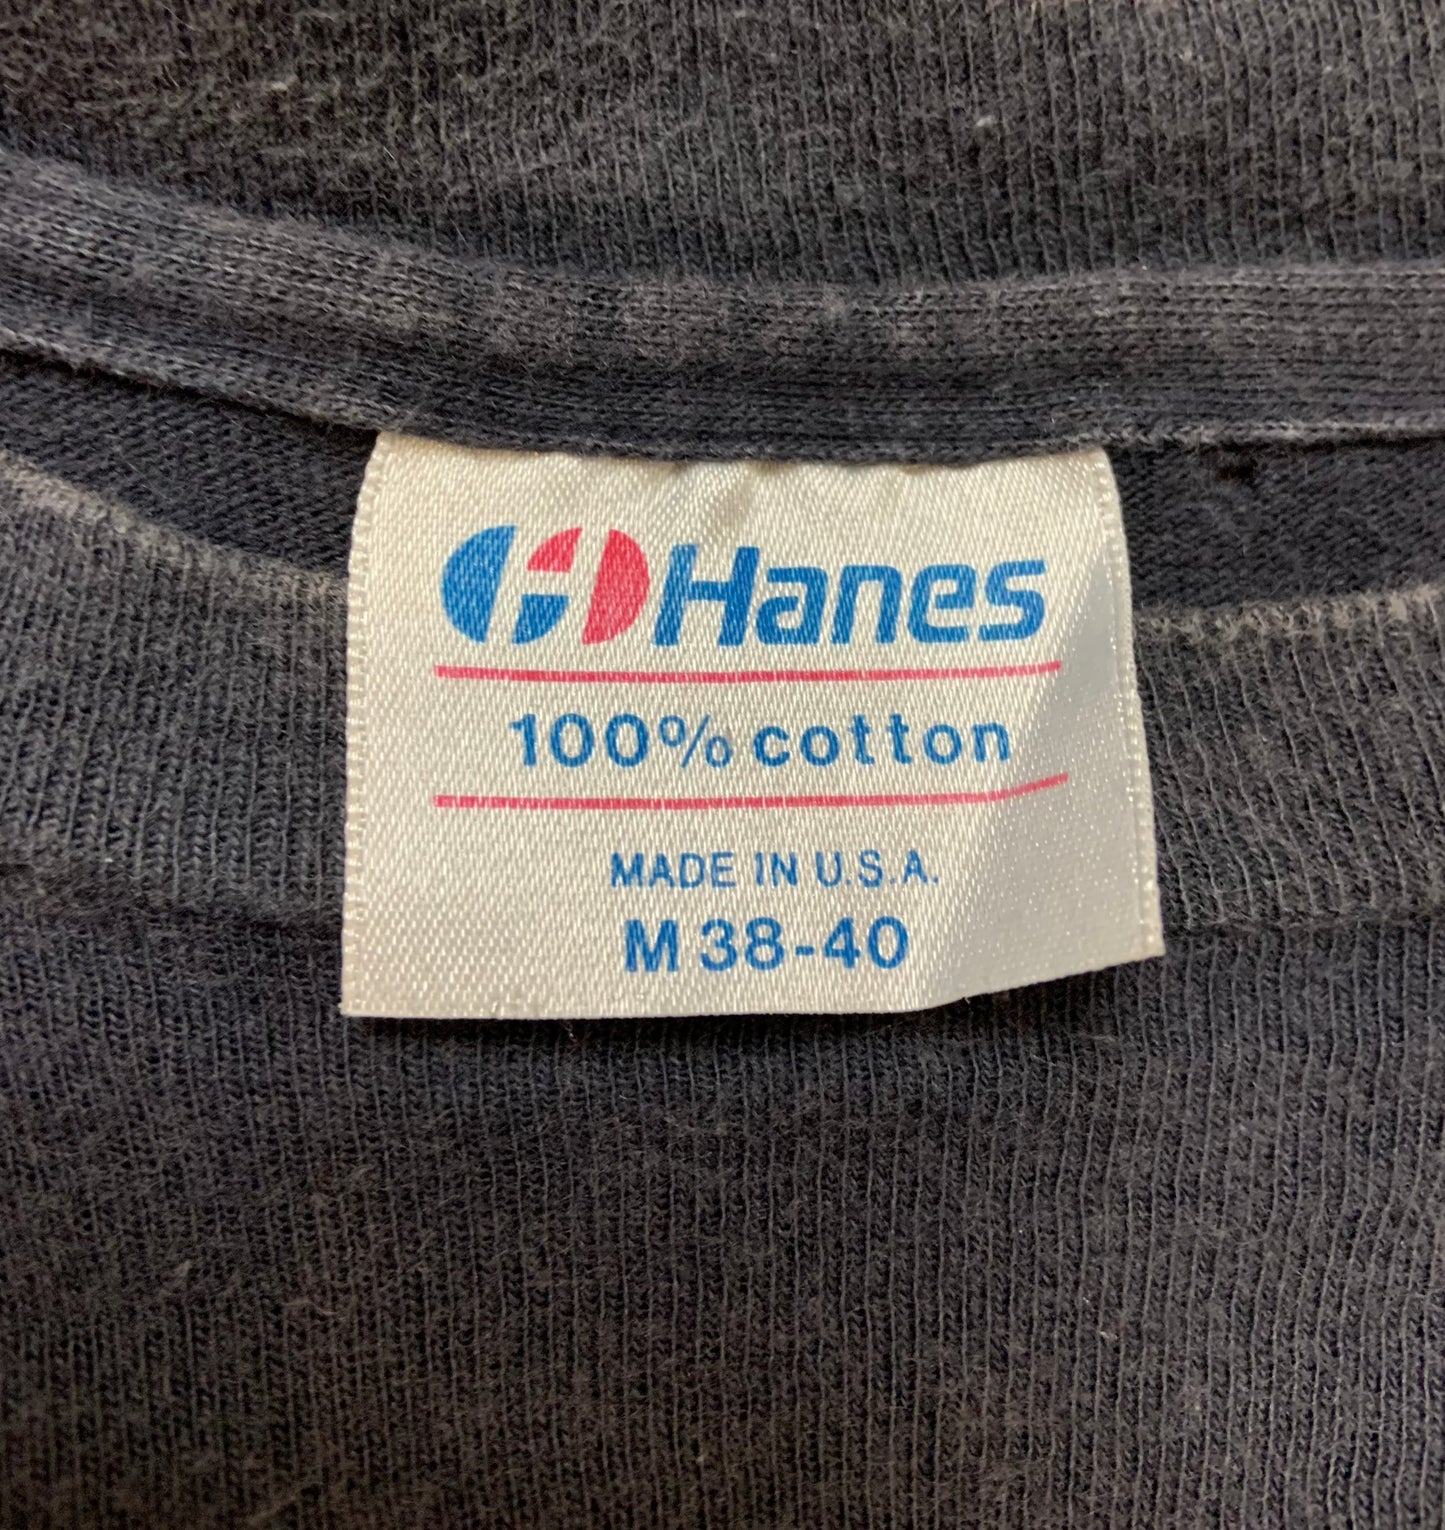 Hanes
100% cotton
MADE IN U.S.A.
M 38-40